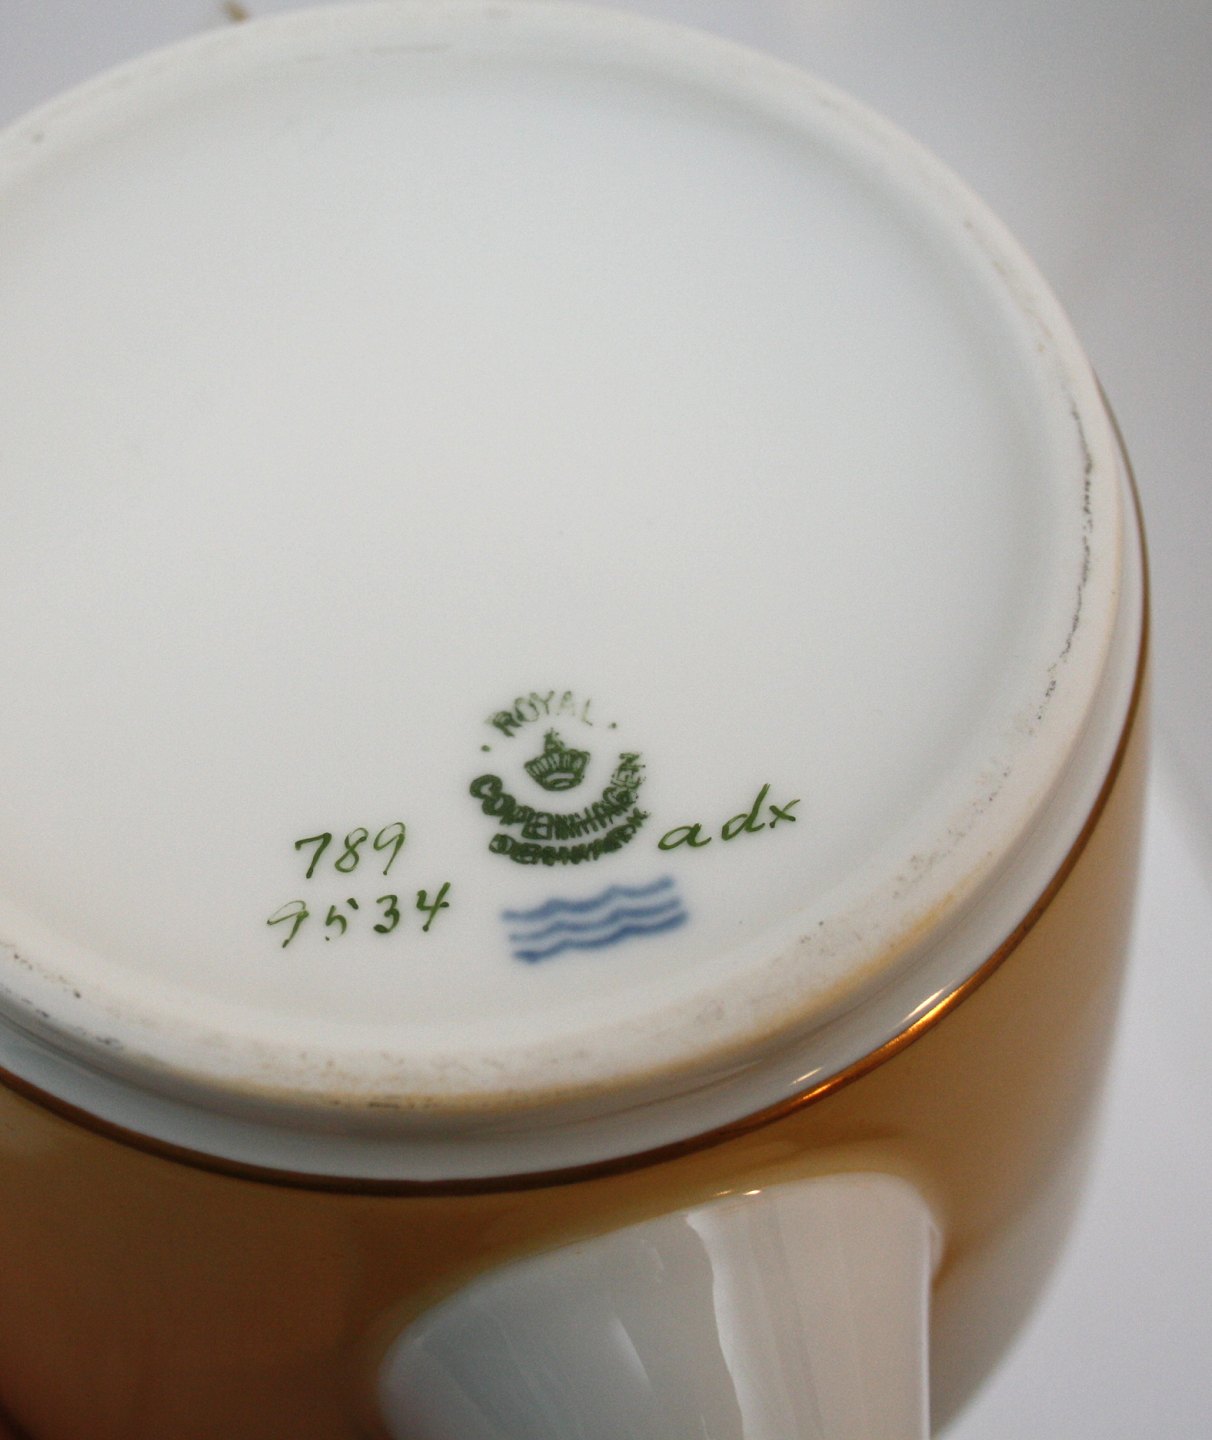 ROYAL
COPENHAGEN
DENMARK
adx
789
9534